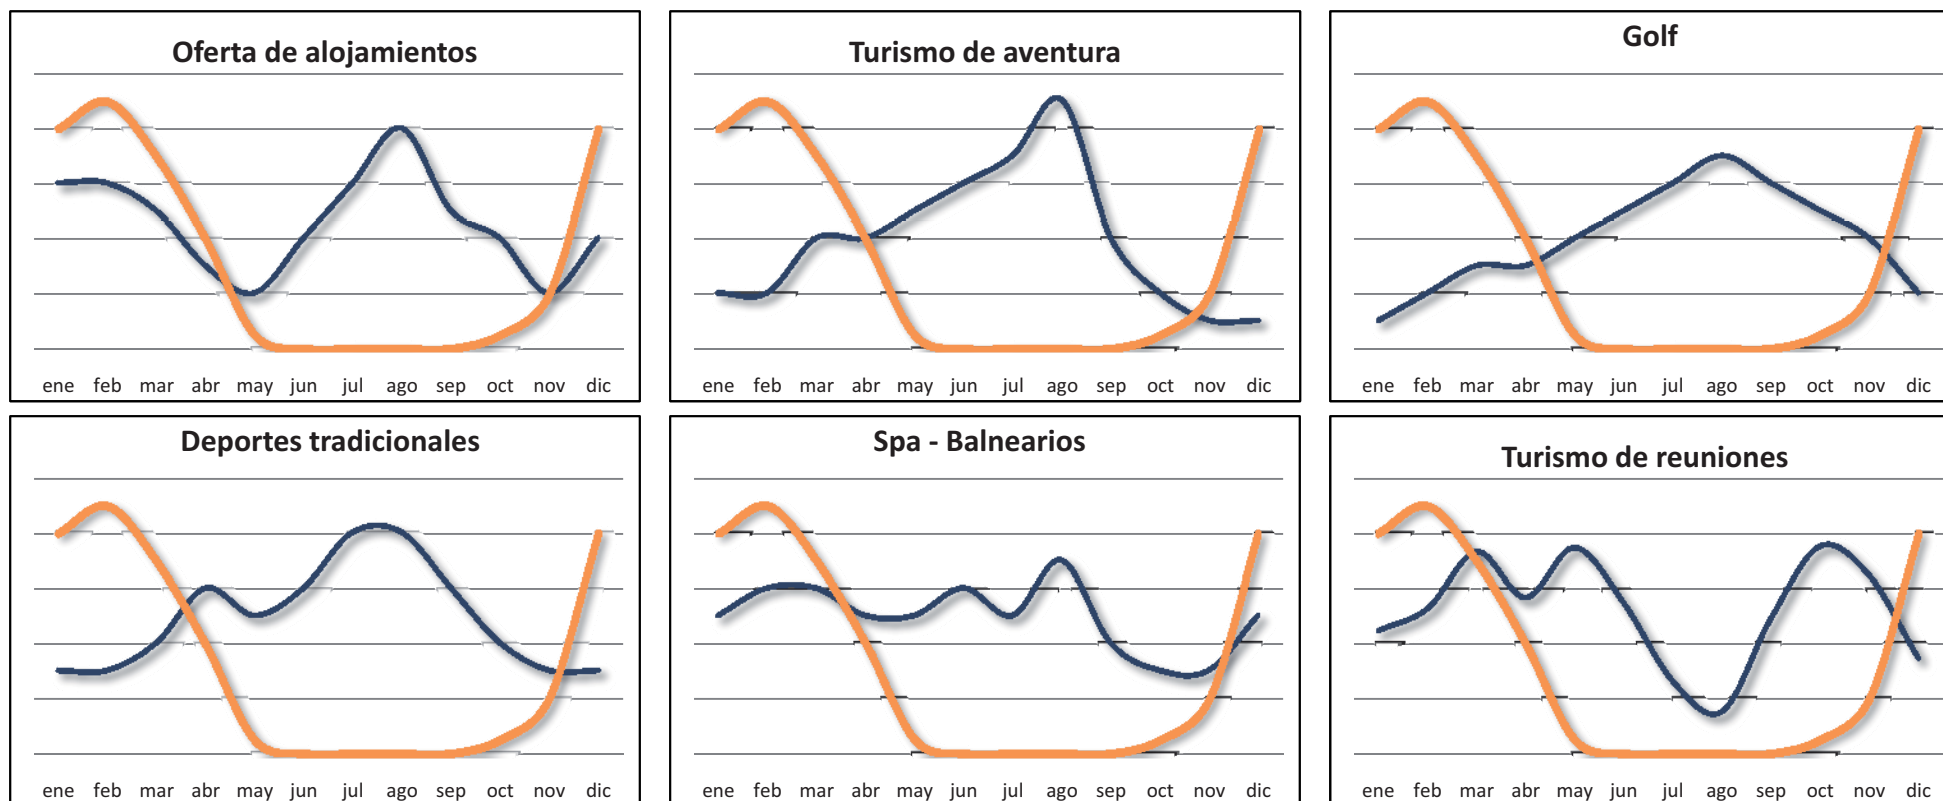 Oferta de alojamientos
ene feb mar abr may jun jul ago sep oct nov dic
Turismo de aventura
ene feb mar abr may jun jul ago sep oct nov dic
Golf
ene feb mar abr may jun jul ago sep oct nov dic
Deportes tradicionales
ene feb mar abr may jun jul ago sep oct nov dic
Spa - Balnearios
ene feb mar abr may jun jul ago sep oct nov dic
Turismo de reuniones
ene feb mar abr may jun jul ago sep oct nov dic